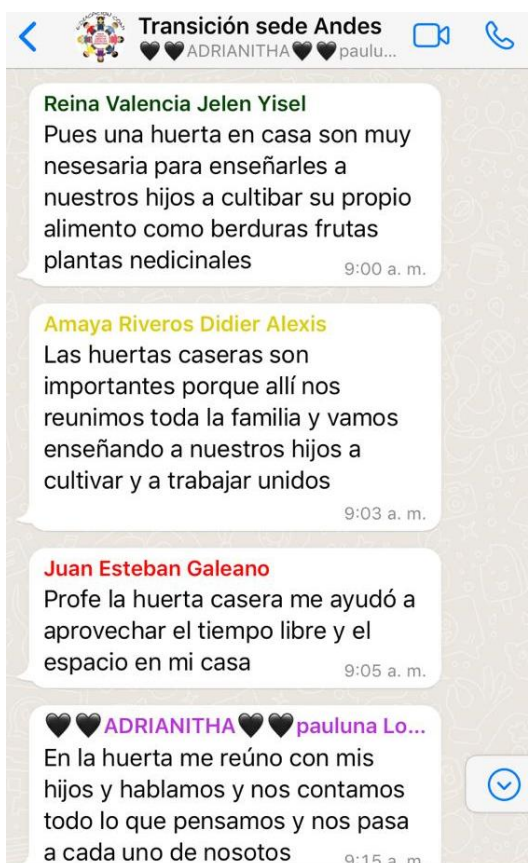 Transición sede Andes
🖤🖤ADRIANITHA🖤🖤paulu...
Reina Valencia Jelen Yisel
Pues una huerta en casa son muy
nesesaria para enseñarles a
nuestros hijos a cultibar su propio
alimento como berduras frutas
plantas nedicinales
9:00 a. m.
Amaya Riveros Didier Alexis
Las huertas caseras son
importantes porque allí nos
reunimos toda la familia y vamos
enseñando a nuestros hijos a
cultivar y a trabajar unidos
9:03 a. m.
Juan Esteban Galeano
Profe la huerta casera me ayudó a
aprovechar el tiempo libre y el
espacio en mi casa
9:05 a. m.
🖤🖤ADRIANITHA🖤🖤pauluna Lo...
En la huerta me reúno con mis
hijos y hablamos y nos contamos
todo lo que pensamos y nos pasa
a cada uno de nosotos
9:15 a. m.